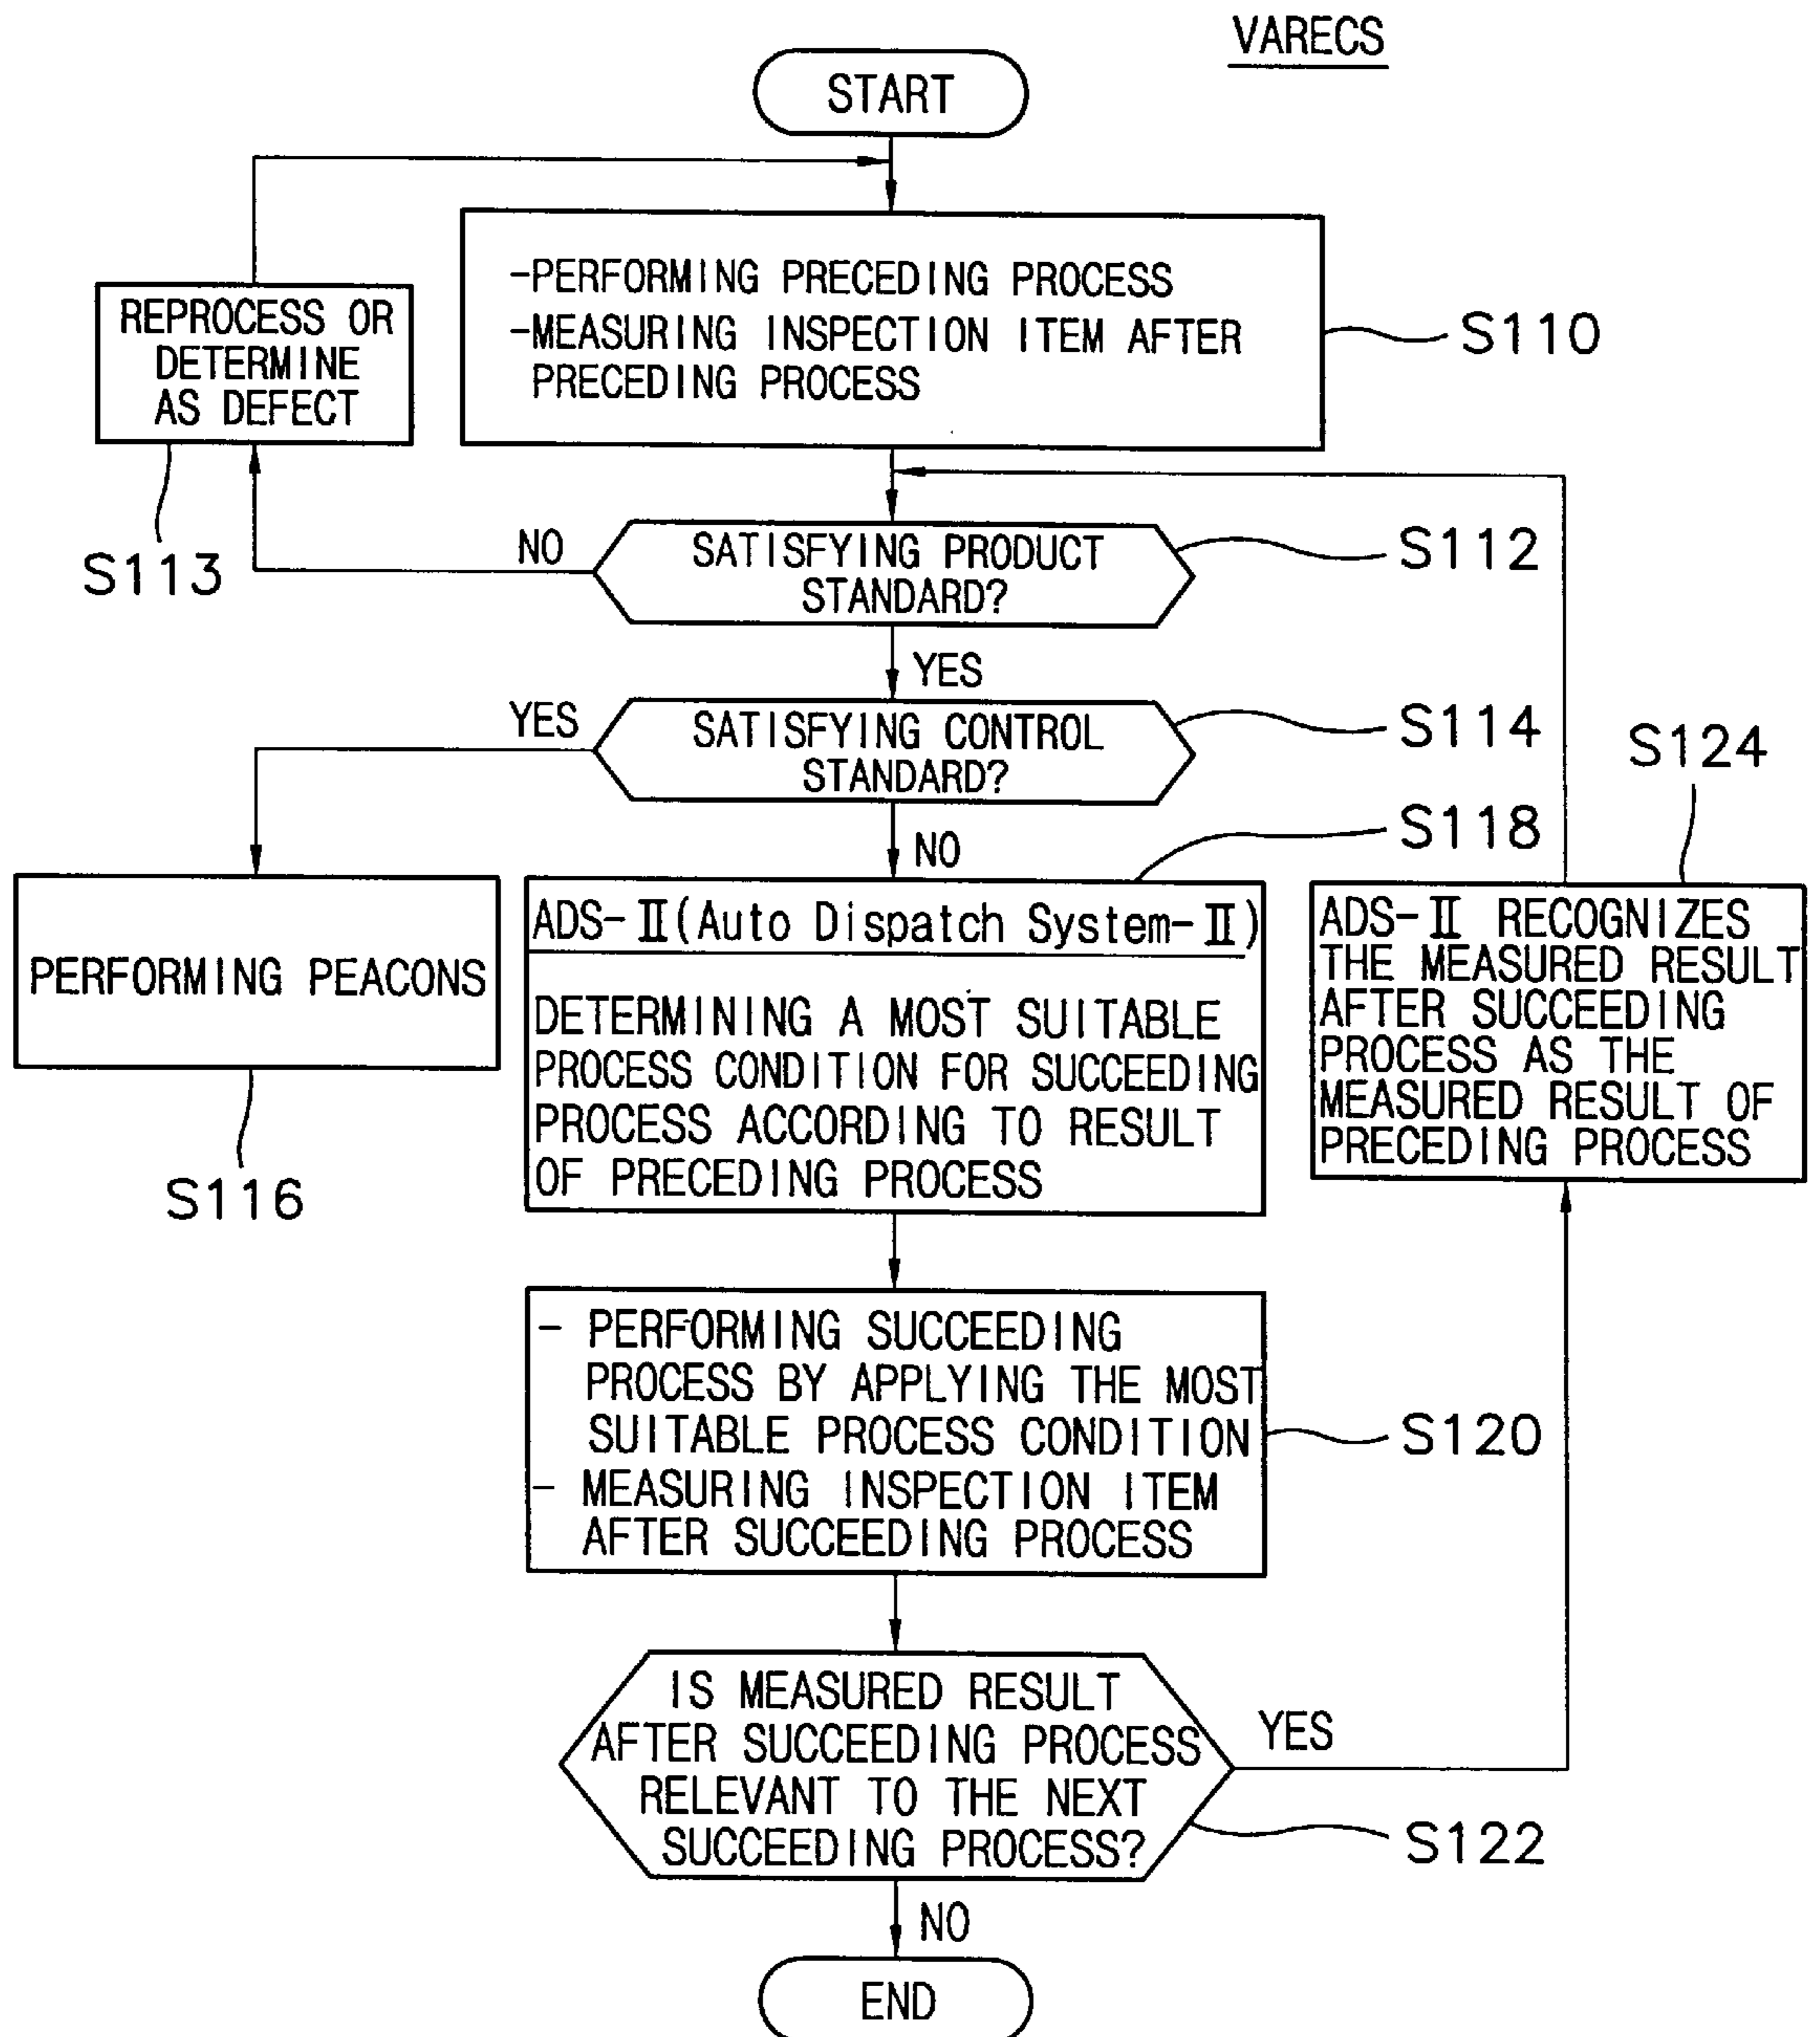 VARECS
START
-PERFORMING PRECEDING PROCESS
-MEASURING INSPECTION ITEM AFTER
PRECEDING PROCESS
S110
REPROCESS OR
DETERMINE
AS DEFECT
S113
NO
SATISFYING PRODUCT
STANDARD?
S112
YES
YES
SATISFYING CONTROL
STANDARD?
S114
S124
NO
S118
PERFORMING PEACONS
S116
ADS-II(Auto Dispatch System-II)
DETERMINING A MOST SUITABLE
PROCESS CONDITION FOR SUCCEEDING
PROCESS ACCORDING TO RESULT
OF PRECEDING PROCESS
ADS-II RECOGNIZES
THE MEASURED RESULT
AFTER SUCCEEDING
PROCESS AS THE
MEASURED RESULT OF
PRECEDING PROCESS
- PERFORMING SUCCEEDING
PROCESS BY APPLYING THE MOST
SUITABLE PROCESS CONDITION
- MEASURING INSPECTION ITEM
AFTER SUCCEEDING PROCESS
S120
IS MEASURED RESULT
AFTER SUCCEEDING PROCESS
RELEVANT TO THE NEXT
SUCCEEDING PROCESS?
YES
S122
NO
END